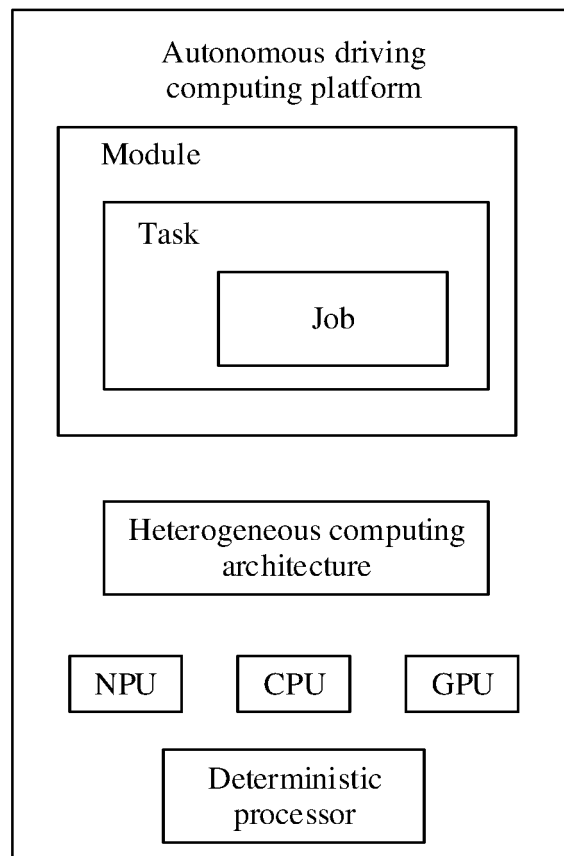 Autonomous driving
computing platform
Module
Task
Job
Heterogeneous computing
architecture
NPU
CPU
GPU
Deterministic
processor